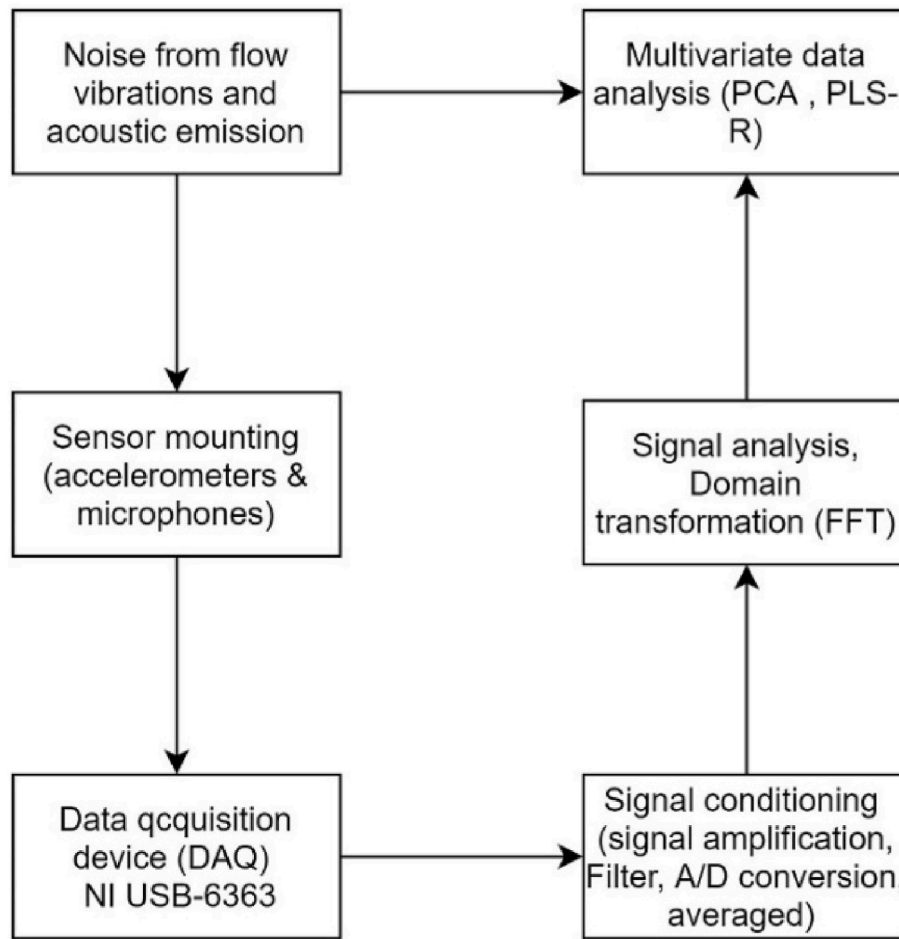 Noise from flow
vibrations and
acoustic emission
Multivariate data
analysis (PCA , PLS-
R)
Sensor mounting
(accelerometers &
microphones)
Signal analysis,
Domain
transformation (FFT)
Data qcquisition
device (DAQ)
NI USB-6363
Signal conditioning
(signal amplification,
Filter, A/D conversion,
averaged)